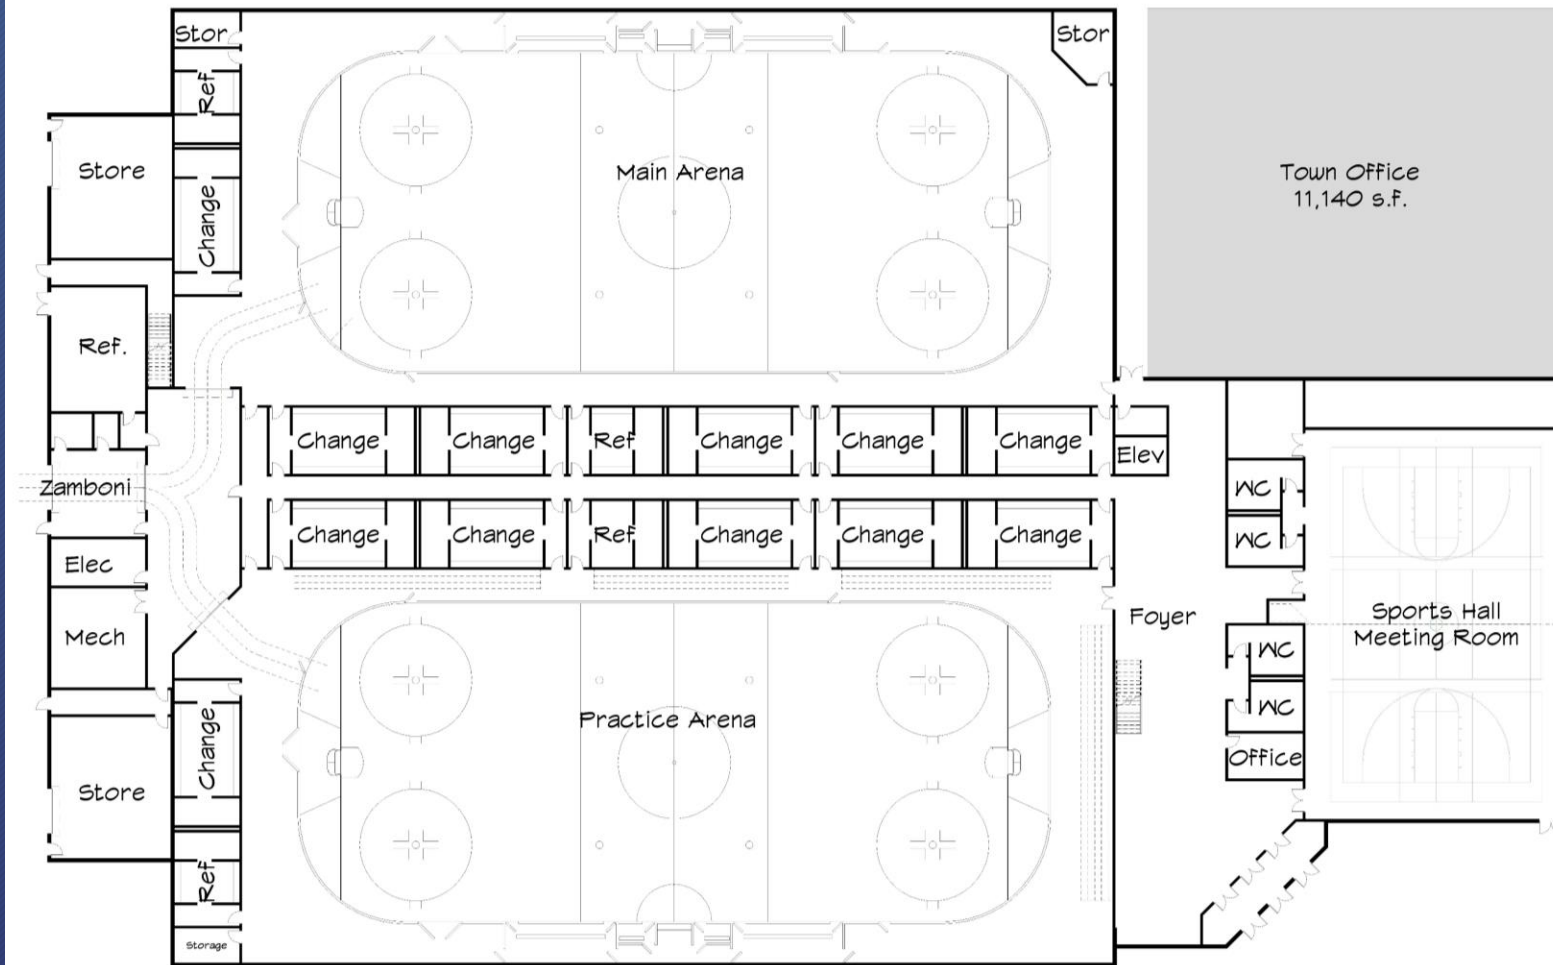 Stor
Stor
Ref
Store
Change
Main Arena
Town Office
11,140 s.f.
Ref.
Change
Change
Ref
Change
Change
Change
Elev
Zamboni
WC
Change
Change
Ref
Change
Change
Change
WC
Elec
Mech
Foyer
Sports Hall
Meeting Room
WC
Change
Practice Arena
WC
Office
Store
Ref
Storage